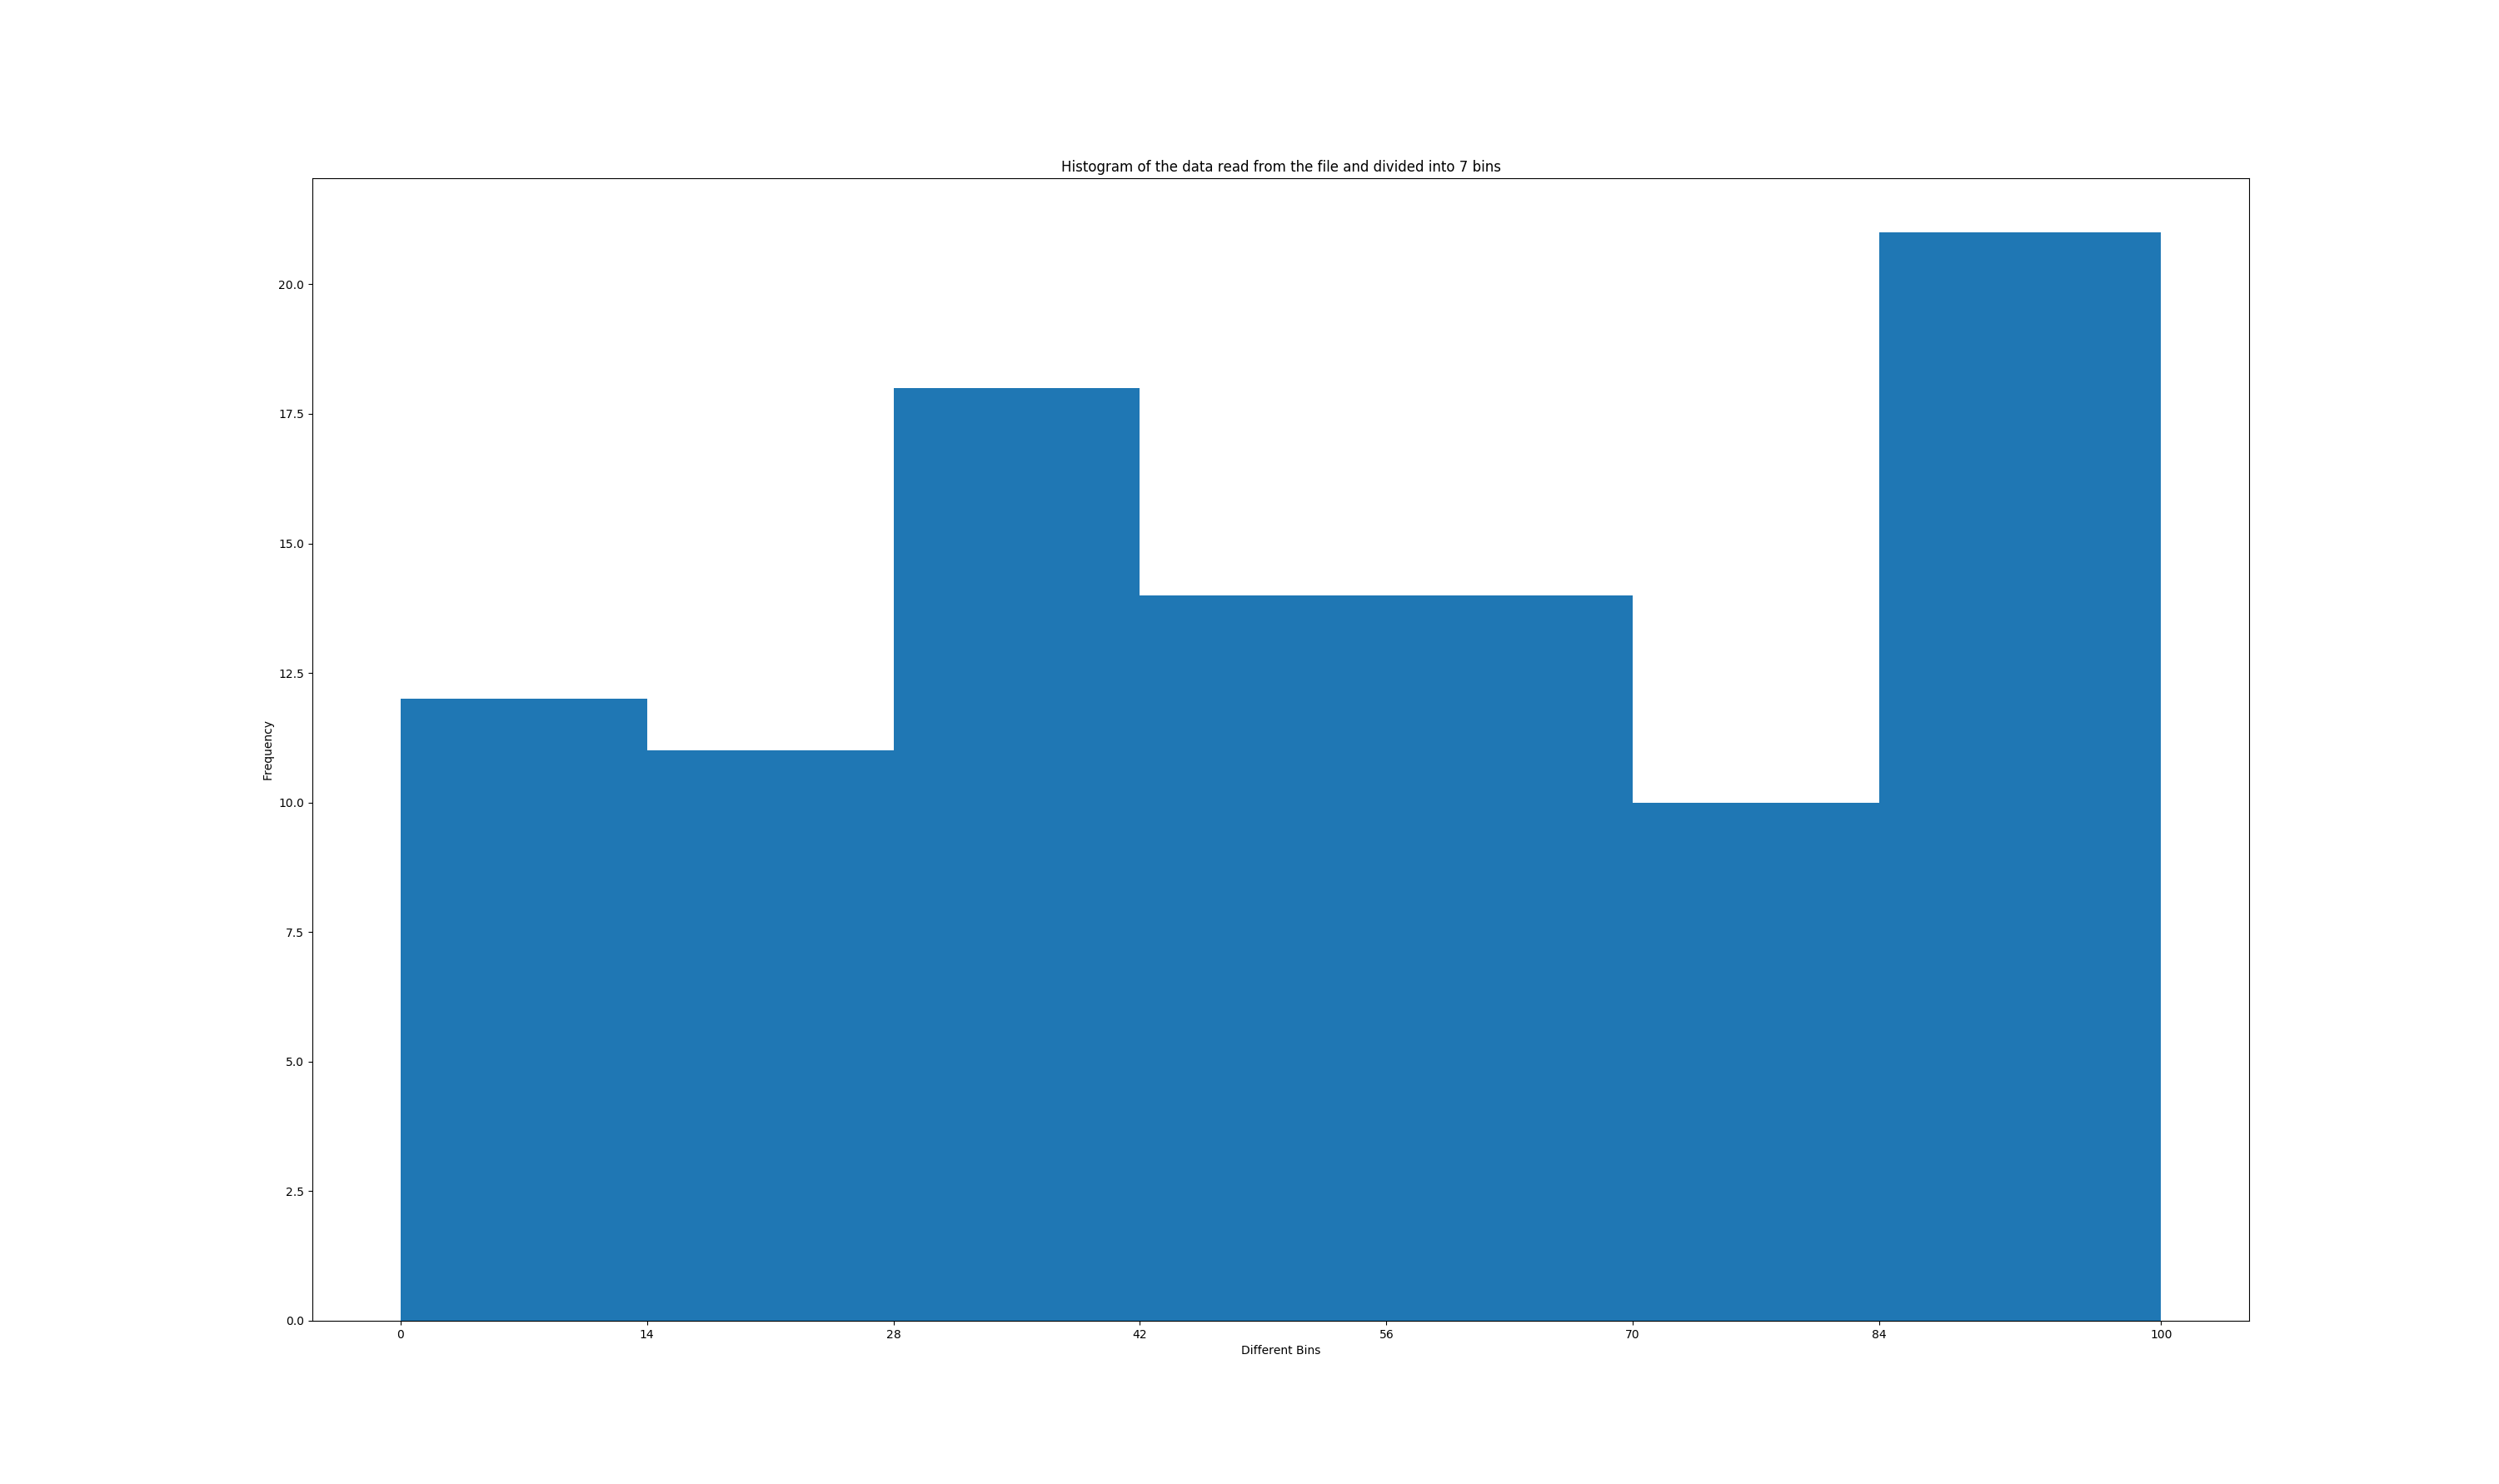 Histogram of the data read from the file and divided into 7 bins
20.0
17.5
15.0
12.5
10.0
7.5
5.0
2.5
0.0
Frequency
0 14 28 42 56 70 84 100
Different Bins